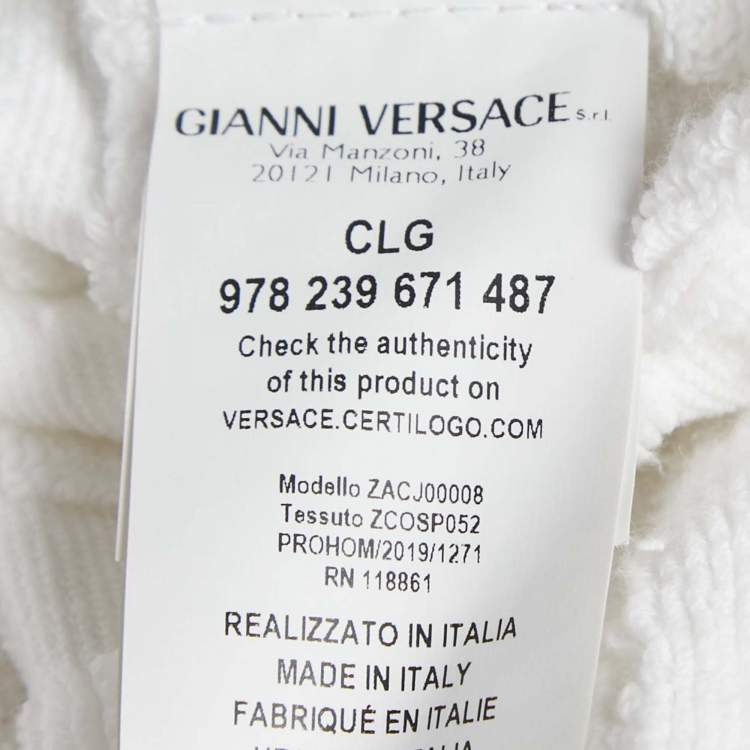 GIANNI VERSACE S.r.l.
Via Manzoni, 38
20121 Milano, Italy
CLG
978 239 671 487
Check the authenticity
of this product on
VERSACE.CERTILOGO.COM
Modello ZACJ00008
Tessuto ZCOSP052
PROHOM/2019/1271
RN 118861
REALIZZATO IN ITALIA
MADE IN ITALY
FABRIQUÉ EN ITALIE